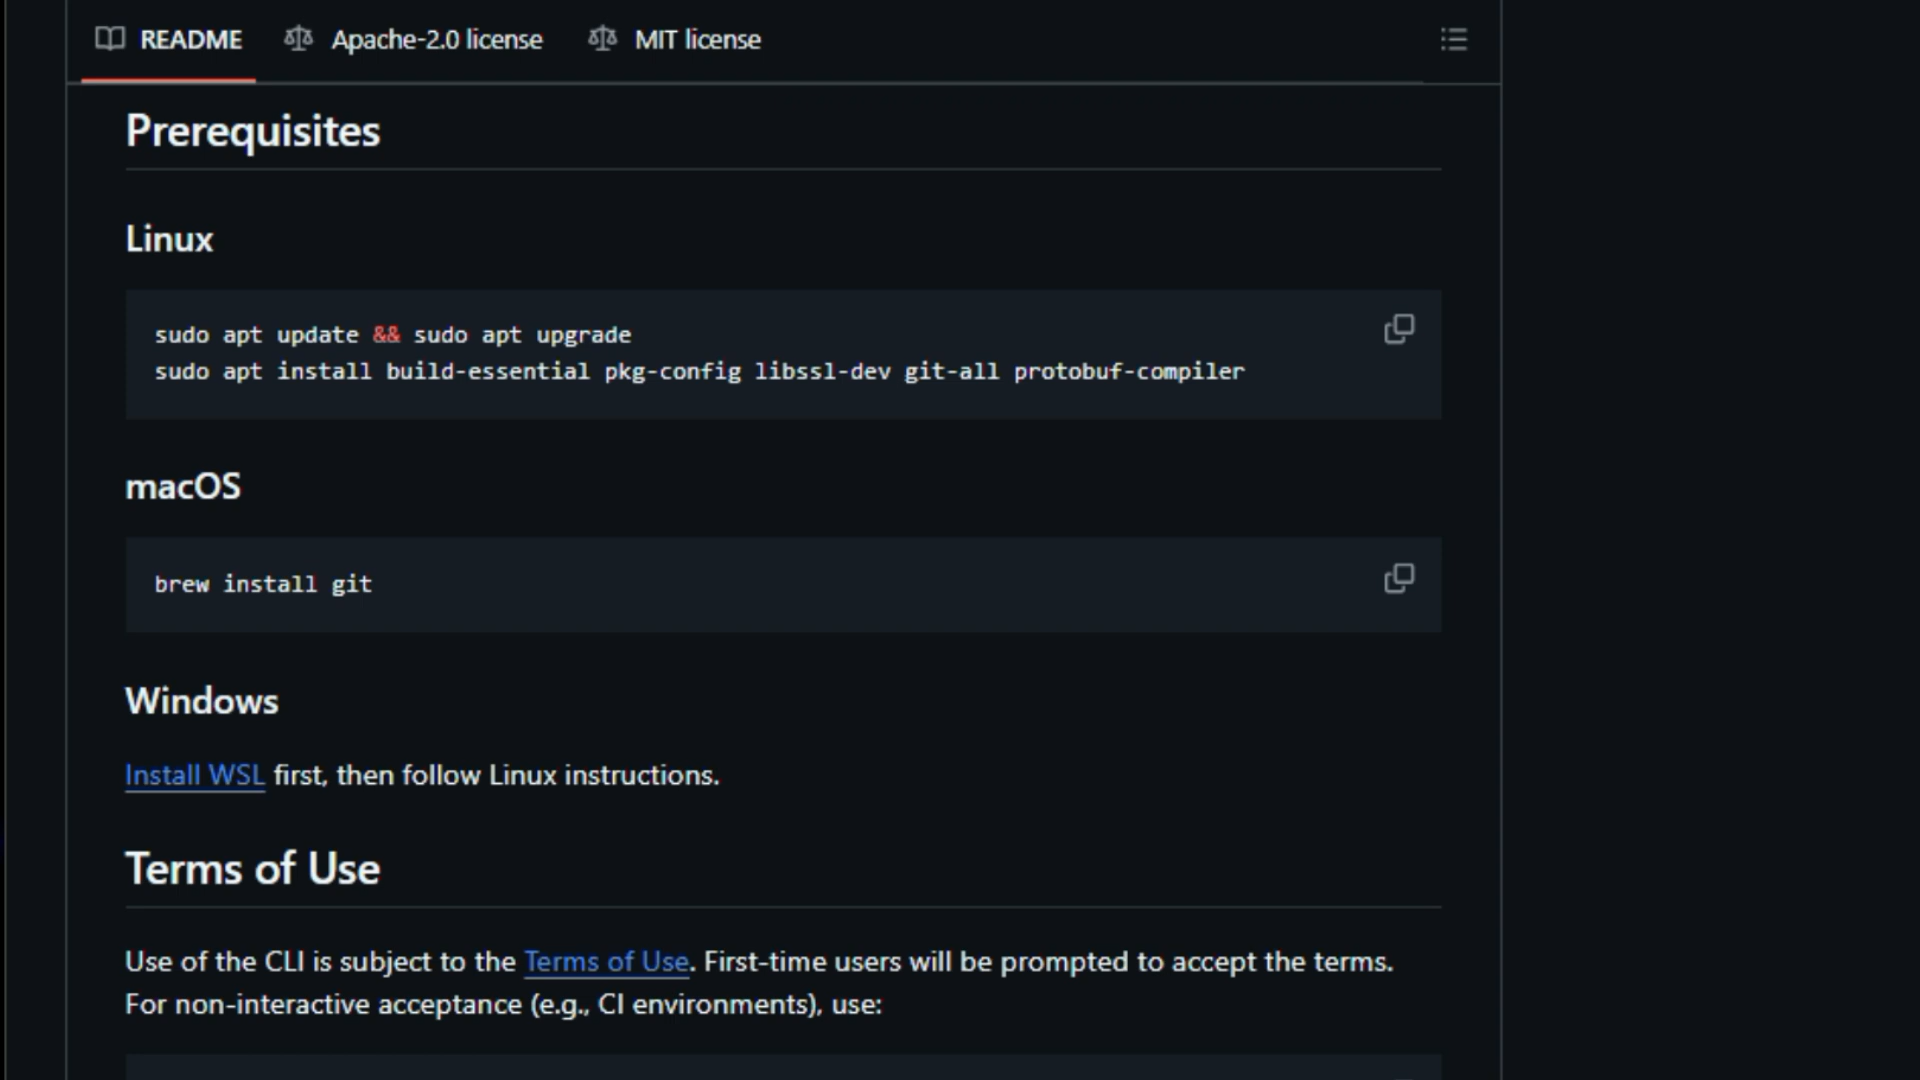 README Apache-2.0 license MIT license
Prerequisites
Linux
sudo apt update && sudo apt upgrade
sudo apt install build-essential pkg-config libssl-dev git-all protobuf-compiler
macOS
brew install git
Windows
Install WSL first, then follow Linux instructions.
Terms of Use
Use of the CLI is subject to the Terms of Use. First-time users will be prompted to accept the terms.
For non-interactive acceptance (e.g., CI environments), use: